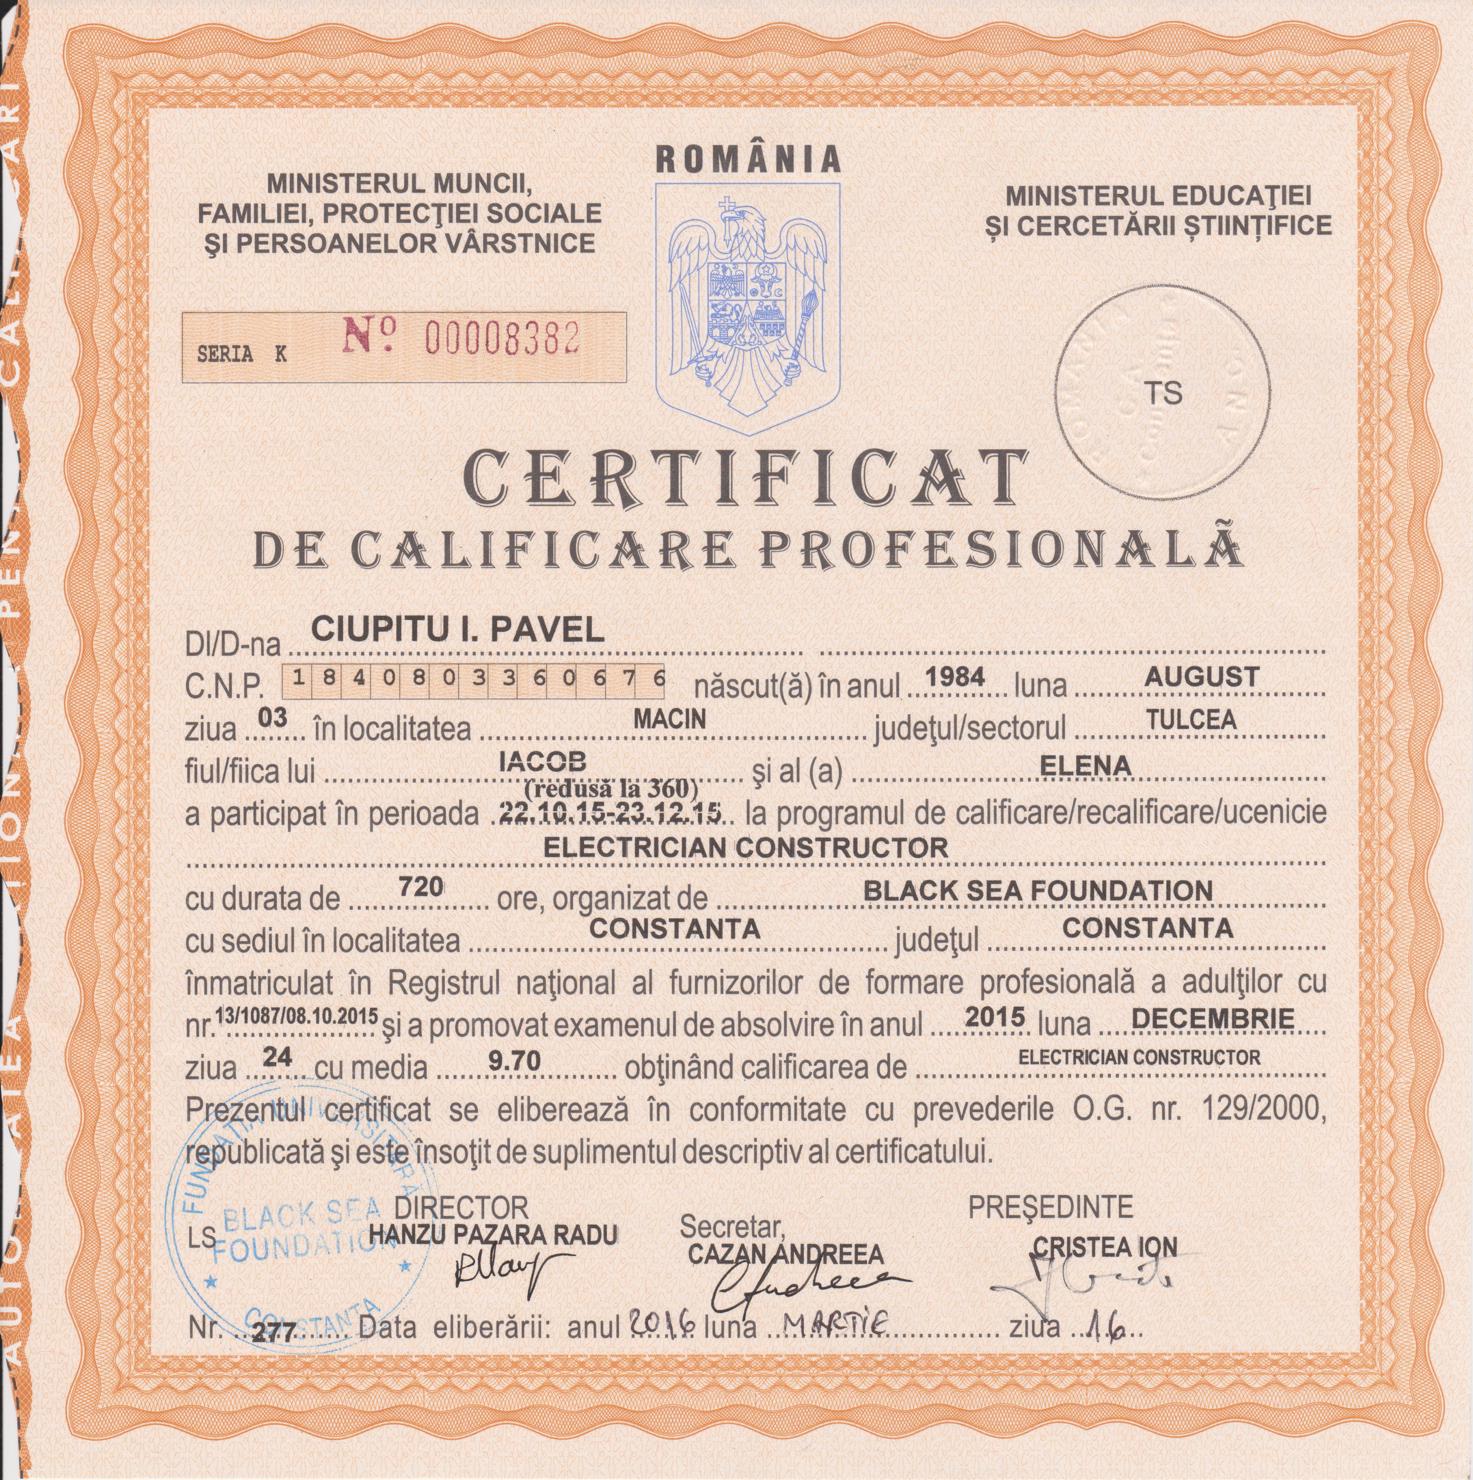 ROMÂNIA
MINISTERUL MUNCII,
FAMILIEI, PROTECŢIEI SOCIALE
ŞI PERSOANELOR VÂRSTNICE
MINISTERUL EDUCAŢIEI
ȘI CERCETĂRII ȘTIINȚIFICE
SERIA K Nº 00008382
TS
CERTIFICAT
DE CALIFICARE PROFESIONALĂ
Dl/D-na CIUPITU I. PAVEL
C.N.P. 1840803360676 născut(ă) în anul 1984 luna AUGUST
ziua 03 în localitatea MACIN judeţul/sectorul TULCEA
fiul/fiica lui IACOB şi al (a) ELENA
(redusă la 360)
a participat în perioada 22.10.15-23.12.15 la programul de calificare/recalificare/ucenicie
ELECTRICIAN CONSTRUCTOR
cu durata de 720 ore, organizat de BLACK SEA FOUNDATION
cu sediul în localitatea CONSTANTA judeţul CONSTANTA
înmatriculat în Registrul naţional al furnizorilor de formare profesională a adulţilor cu
nr. 13/1087/08.10.2015 şi a promovat examenul de absolvire în anul 2015 luna DECEMBRIE
ziua 24 cu media 9.70 obţinând calificarea de ELECTRICIAN CONSTRUCTOR
Prezentul certificat se eliberează în conformitate cu prevederile O.G. nr. 129/2000,
republicată şi este însoţit de suplimentul descriptiv al certificatului.
DIRECTOR
HANZU PAZARA RADU
Secretar,
CAZAN ANDREEA
PREŞEDINTE
CRISTEA ION
LS
FUNDAŢIA UNIVERSITARĂ
BLACK SEA
FOUNDATION
CONSTANTA
Nr. 277 Data eliberării: anul 2016 luna MARTIE ziua 16